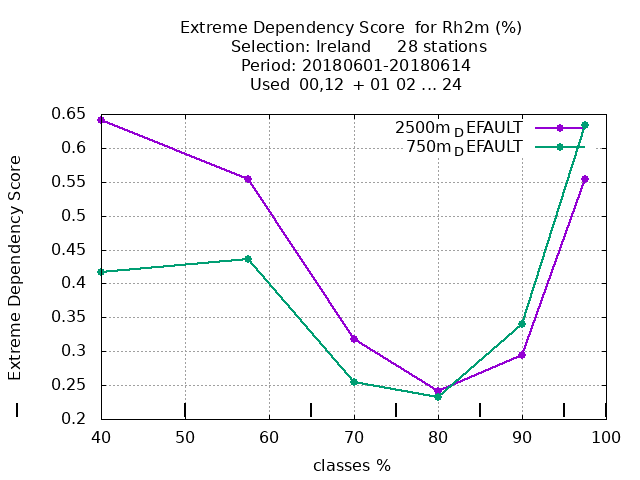 Extreme Dependency Score  for Rh2m (%)
Selection: Ireland     28 stations
Period: 20180601-20180614
Used  00,12  + 01 02 ... 24
0.65
0.6
0.55
0.5
0.45
0.4
0.35
0.3
0.25
0.2
Extreme Dependency Score
2500m_DEFAULT
750m_DEFAULT
40 50 60 70 80 90 100
classes %